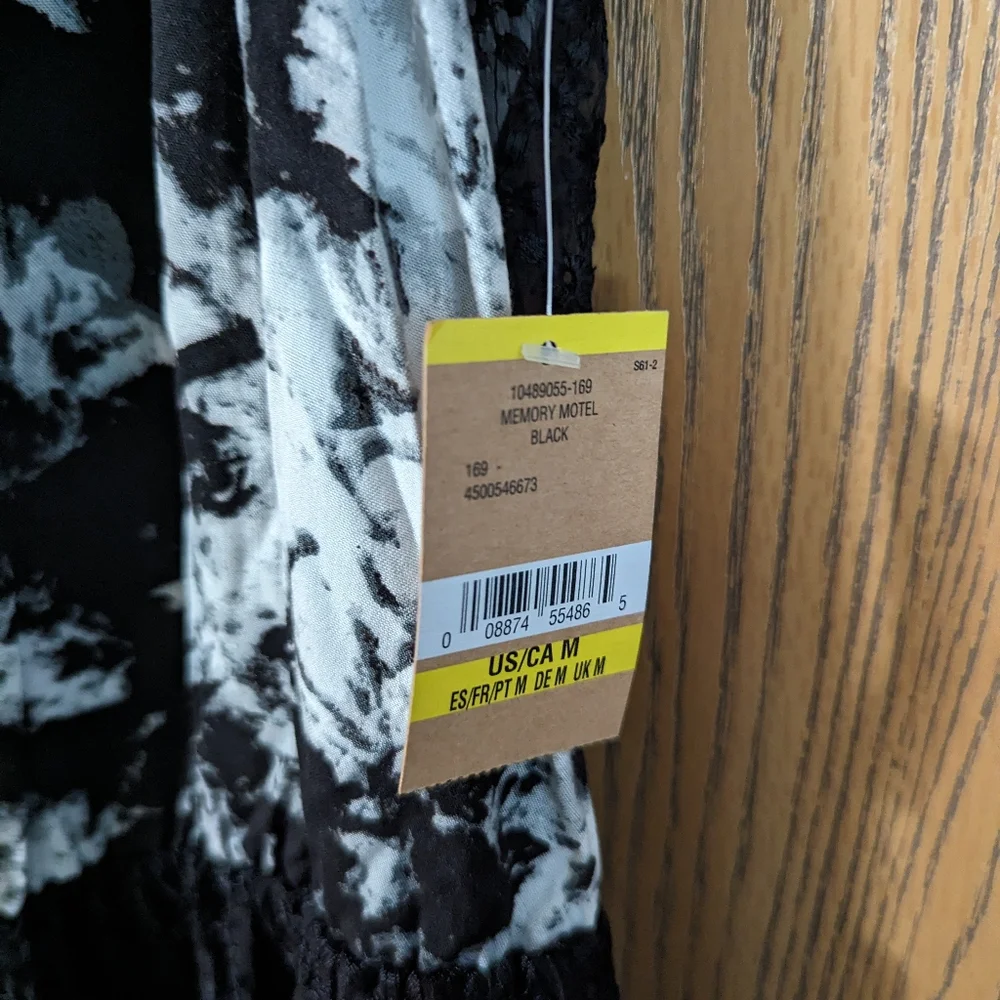 S61-2
10489055-169
MEMORY MOTEL
BLACK
169 -
4500546673
0 08874 55486 5
US/CA M
ES/FR/PT M DE M UK M